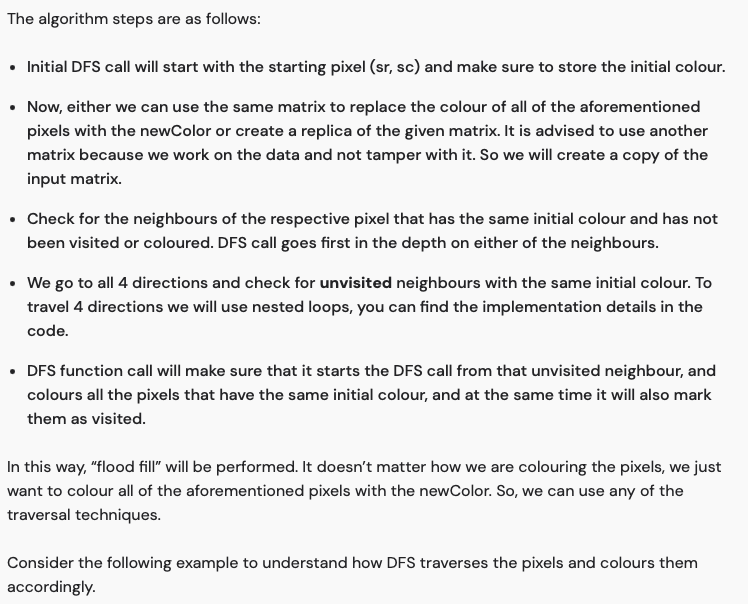 The algorithm steps are as follows:
• Initial DFS call will start with the starting pixel (sr, sc) and make sure to store the initial colour.
• Now, either we can use the same matrix to replace the colour of all of the aforementioned
pixels with the newColor or create a replica of the given matrix. It is advised to use another
matrix because we work on the data and not tamper with it. So we will create a copy of the
input matrix.
• Check for the neighbours of the respective pixel that has the same initial colour and has not
been visited or coloured. DFS call goes first in the depth on either of the neighbours.
• We go to all 4 directions and check for unvisited neighbours with the same initial colour. To
travel 4 directions we will use nested loops, you can find the implementation details in the
code.
• DFS function call will make sure that it starts the DFS call from that unvisited neighbour, and
colours all the pixels that have the same initial colour, and at the same time it will also mark
them as visited.
In this way, “flood fill” will be performed. It doesn’t matter how we are colouring the pixels, we just
want to colour all of the aforementioned pixels with the newColor. So, we can use any of the
traversal techniques.
Consider the following example to understand how DFS traverses the pixels and colours them
accordingly.